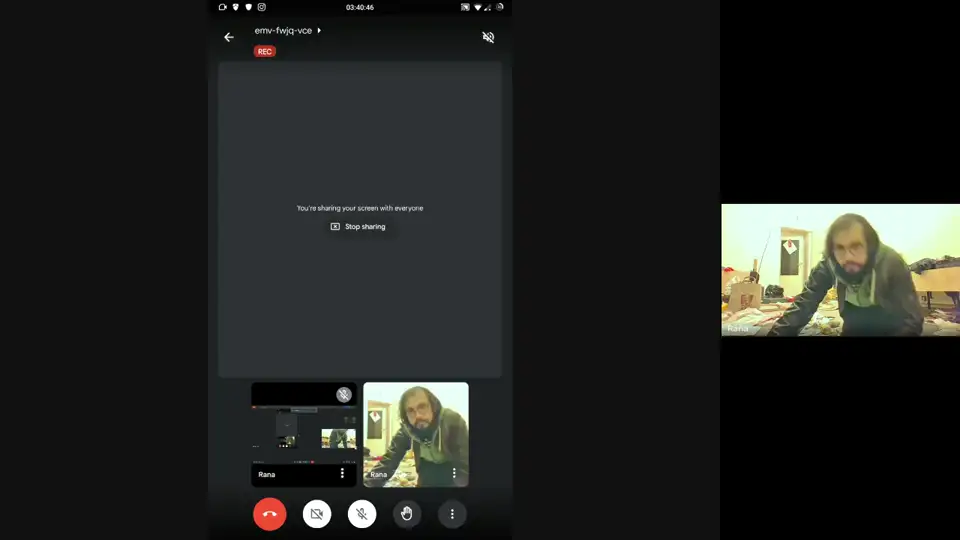 03:40:46
emv-fwjq-vce
REC
You're sharing your screen with everyone
Stop sharing
Rana
Rana
Rana